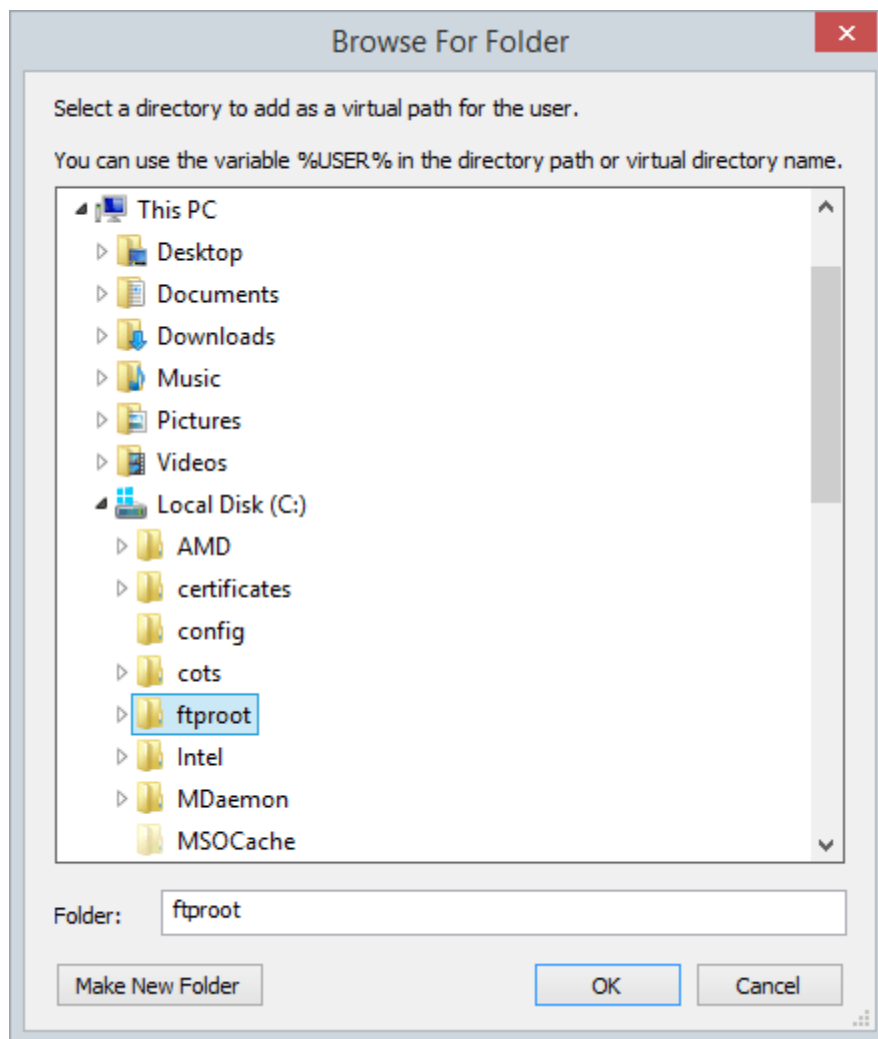 Browse For Folder
Select a directory to add as a virtual path for the user.
You can use the variable %USER% in the directory path or virtual directory name.
This PC
Desktop
Documents
Downloads
Music
Pictures
Videos
Local Disk (C:)
AMD
certificates
config
cots
ftproot
Intel
MDaemon
MSOCache
Folder: ftproot
Make New Folder OK Cancel